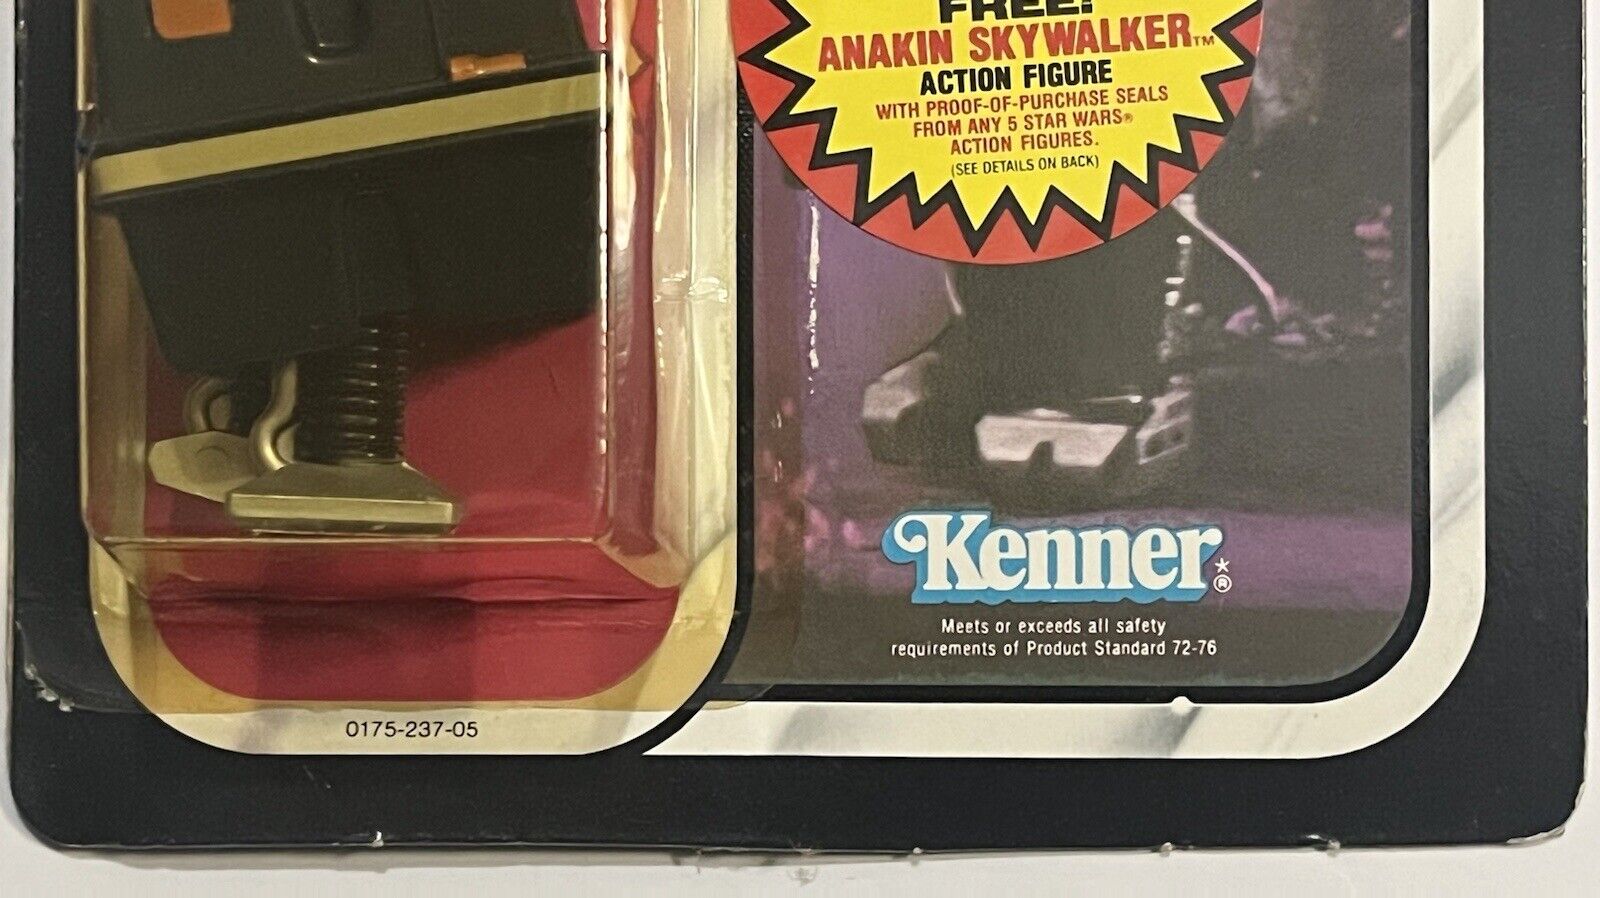 FREE!
ANAKIN SKYWALKER™
ACTION FIGURE
WITH PROOF-OF-PURCHASE SEALS
FROM ANY 5 STAR WARS®
ACTION FIGURES.
(SEE DETAILS ON BACK)
Kenner*®
Meets or exceeds all safety
requirements of Product Standard 72-76
0175-237-05